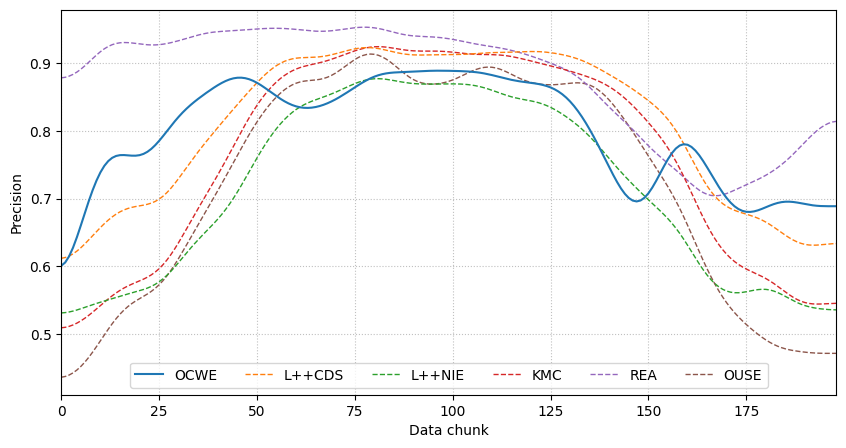 Precision
0.9
0.8
0.7
0.6
0.5
OCWE L++CDS L++NIE KMC REA OUSE
0 25 50 75 100 125 150 175
Data chunk